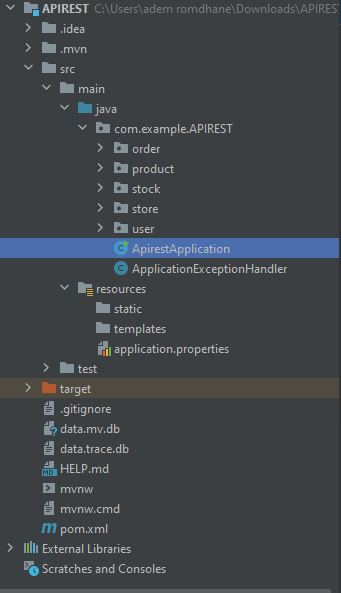 APIREST C:\Users\adem romdhane\Downloads\APIRES
.idea
.mvn
src
main
java
com.example.APIREST
order
product
stock
store
user
C ApirestApplication
C ApplicationExceptionHandler
resources
static
templates
application.properties
test
target
.gitignore
data.mv.db
data.trace.db
MD HELP.md
mvnw
mvnw.cmd
m pom.xml
External Libraries
Scratches and Consoles